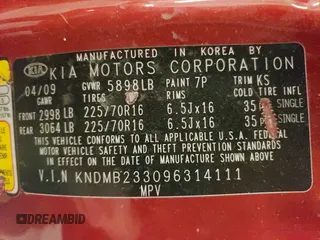 MANUFACTURED IN KOREA BY
KIA KIA MOTORS CORPORATION
04/09 GVWR 5898LB PAINT 7P TRIM KS
GAWR TIRES RIMS COLD TIRE INFL
FRONT 2998 LB 225/70R16 6.5Jx16 35 SINGLE
REAR 3064 LB 225/70R16 6.5Jx16 35 SINGLE
THIS VEHICLE CONFORMS TO ALL APPLICABLE
FEDERAL MOTOR VEHICLE SAFETY STANDARDS
IN EFFECT ON THE DATE OF
MANUFACTURE SHOWN ABOVE
V.I.N KNDMB233096314111
MPV
DREAMBID